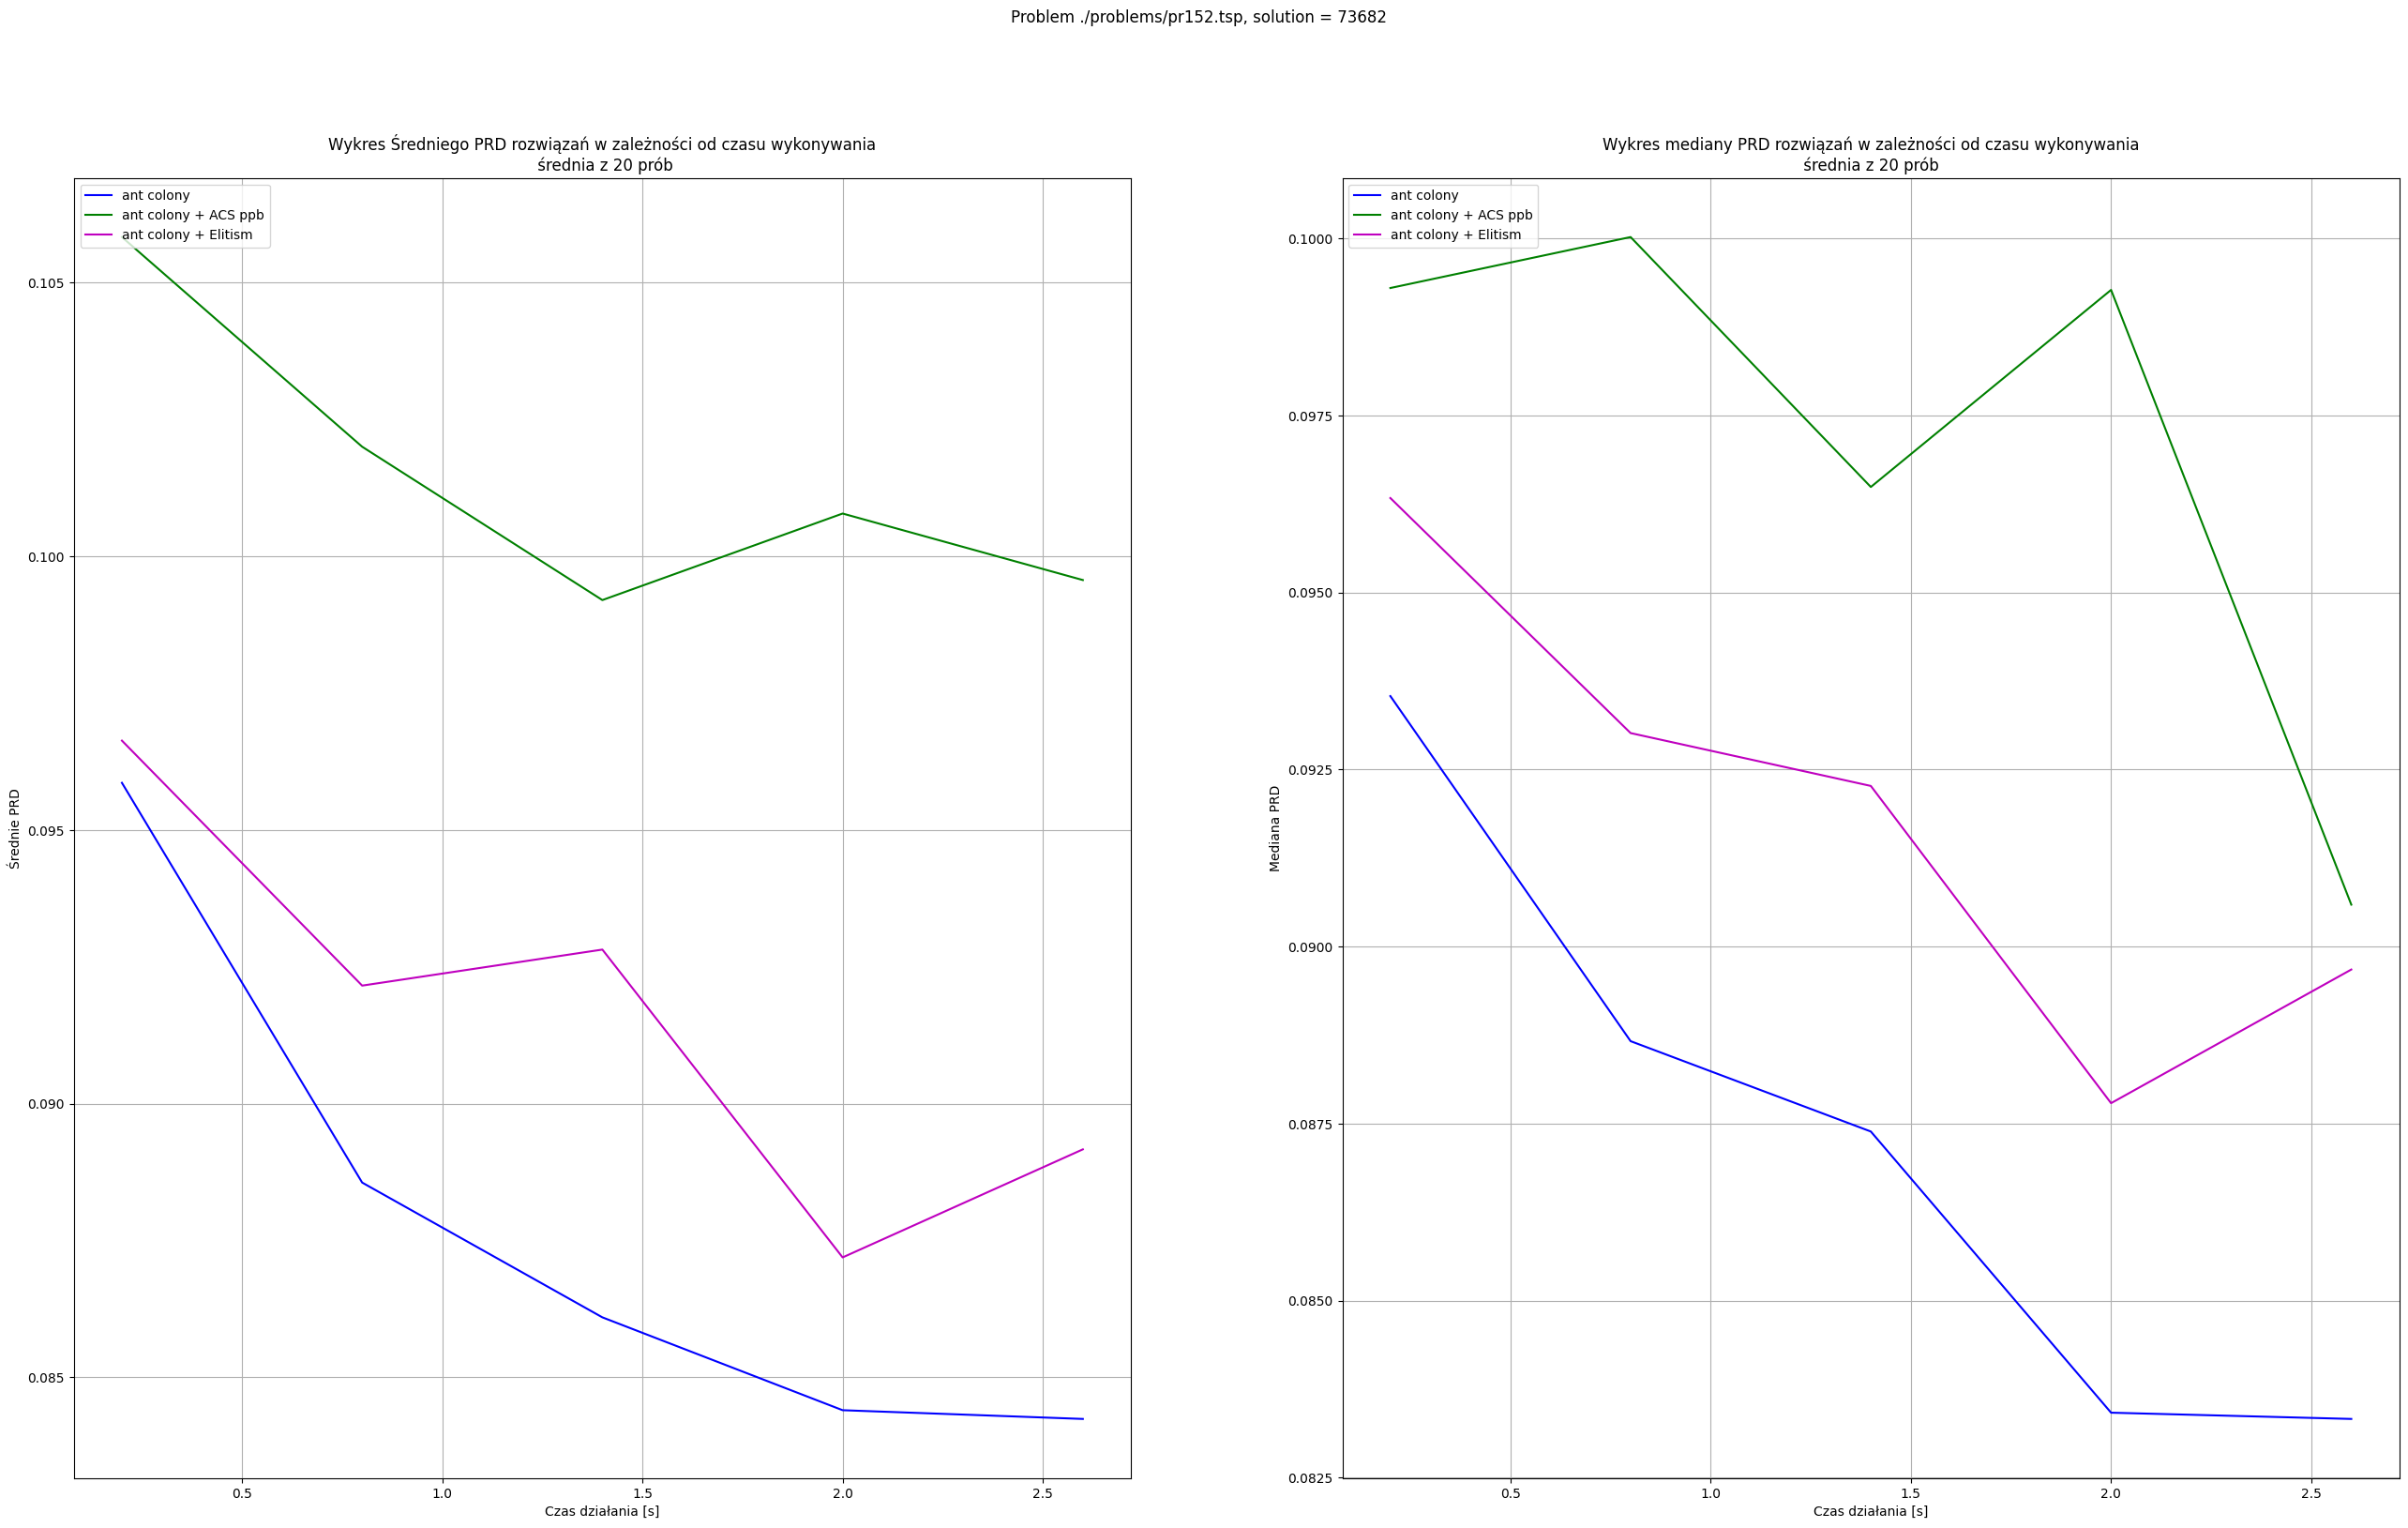 Problem ./problems/pr152.tsp, solution = 73682
Wykres Średniego PRD rozwiązań w zależności od czasu wykonywania
średnia z 20 prób
ant colony
ant colony + ACS ppb
ant colony + Elitism
0.105
0.100
0.095
0.090
0.085
Średnie PRD
0.5
1.0
1.5
2.0
2.5
Czas działania [s]
Wykres mediany PRD rozwiązań w zależności od czasu wykonywania
średnia z 20 prób
ant colony
ant colony + ACS ppb
ant colony + Elitism
0.1000
0.0975
0.0950
0.0925
0.0900
0.0875
0.0850
0.0825
Mediana PRD
0.5
1.0
1.5
2.0
2.5
Czas działania [s]